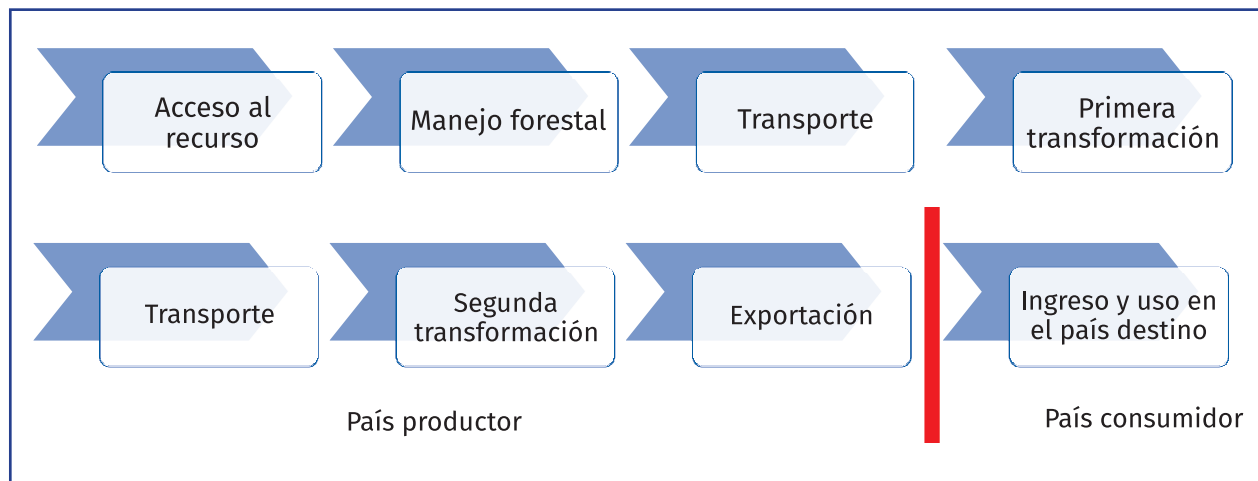 Acceso al
recurso
Manejo forestal
Transporte
Primera
transformación
Transporte
Segunda
transformación
Exportación
Ingreso y uso en
el país destino
País productor
País consumidor